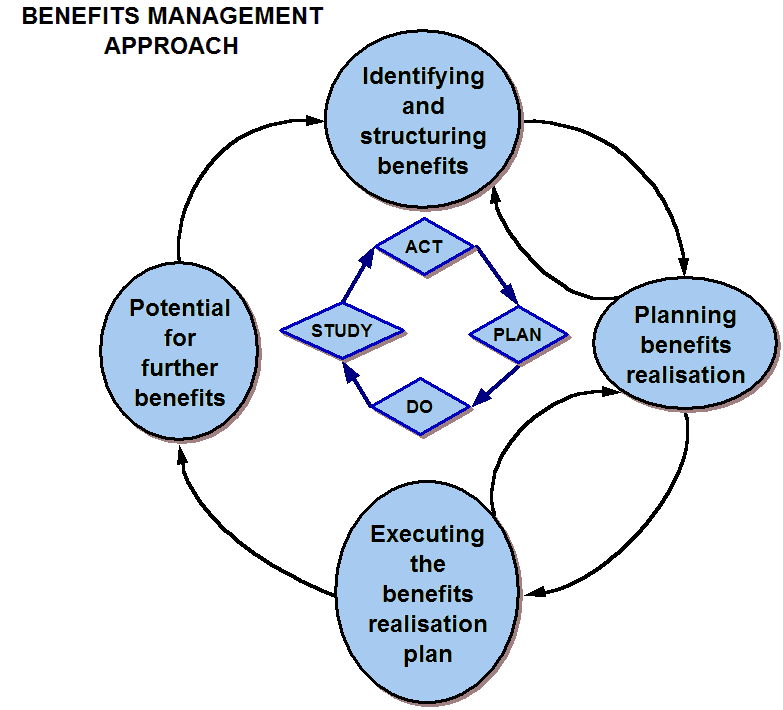 BENEFITS MANAGEMENT
APPROACH
Identifying
and
structuring
benefits
ACT
Potential
for
further
benefits
STUDY
PLAN
Planning
benefits
realisation
DO
Executing
the
benefits
realisation
plan